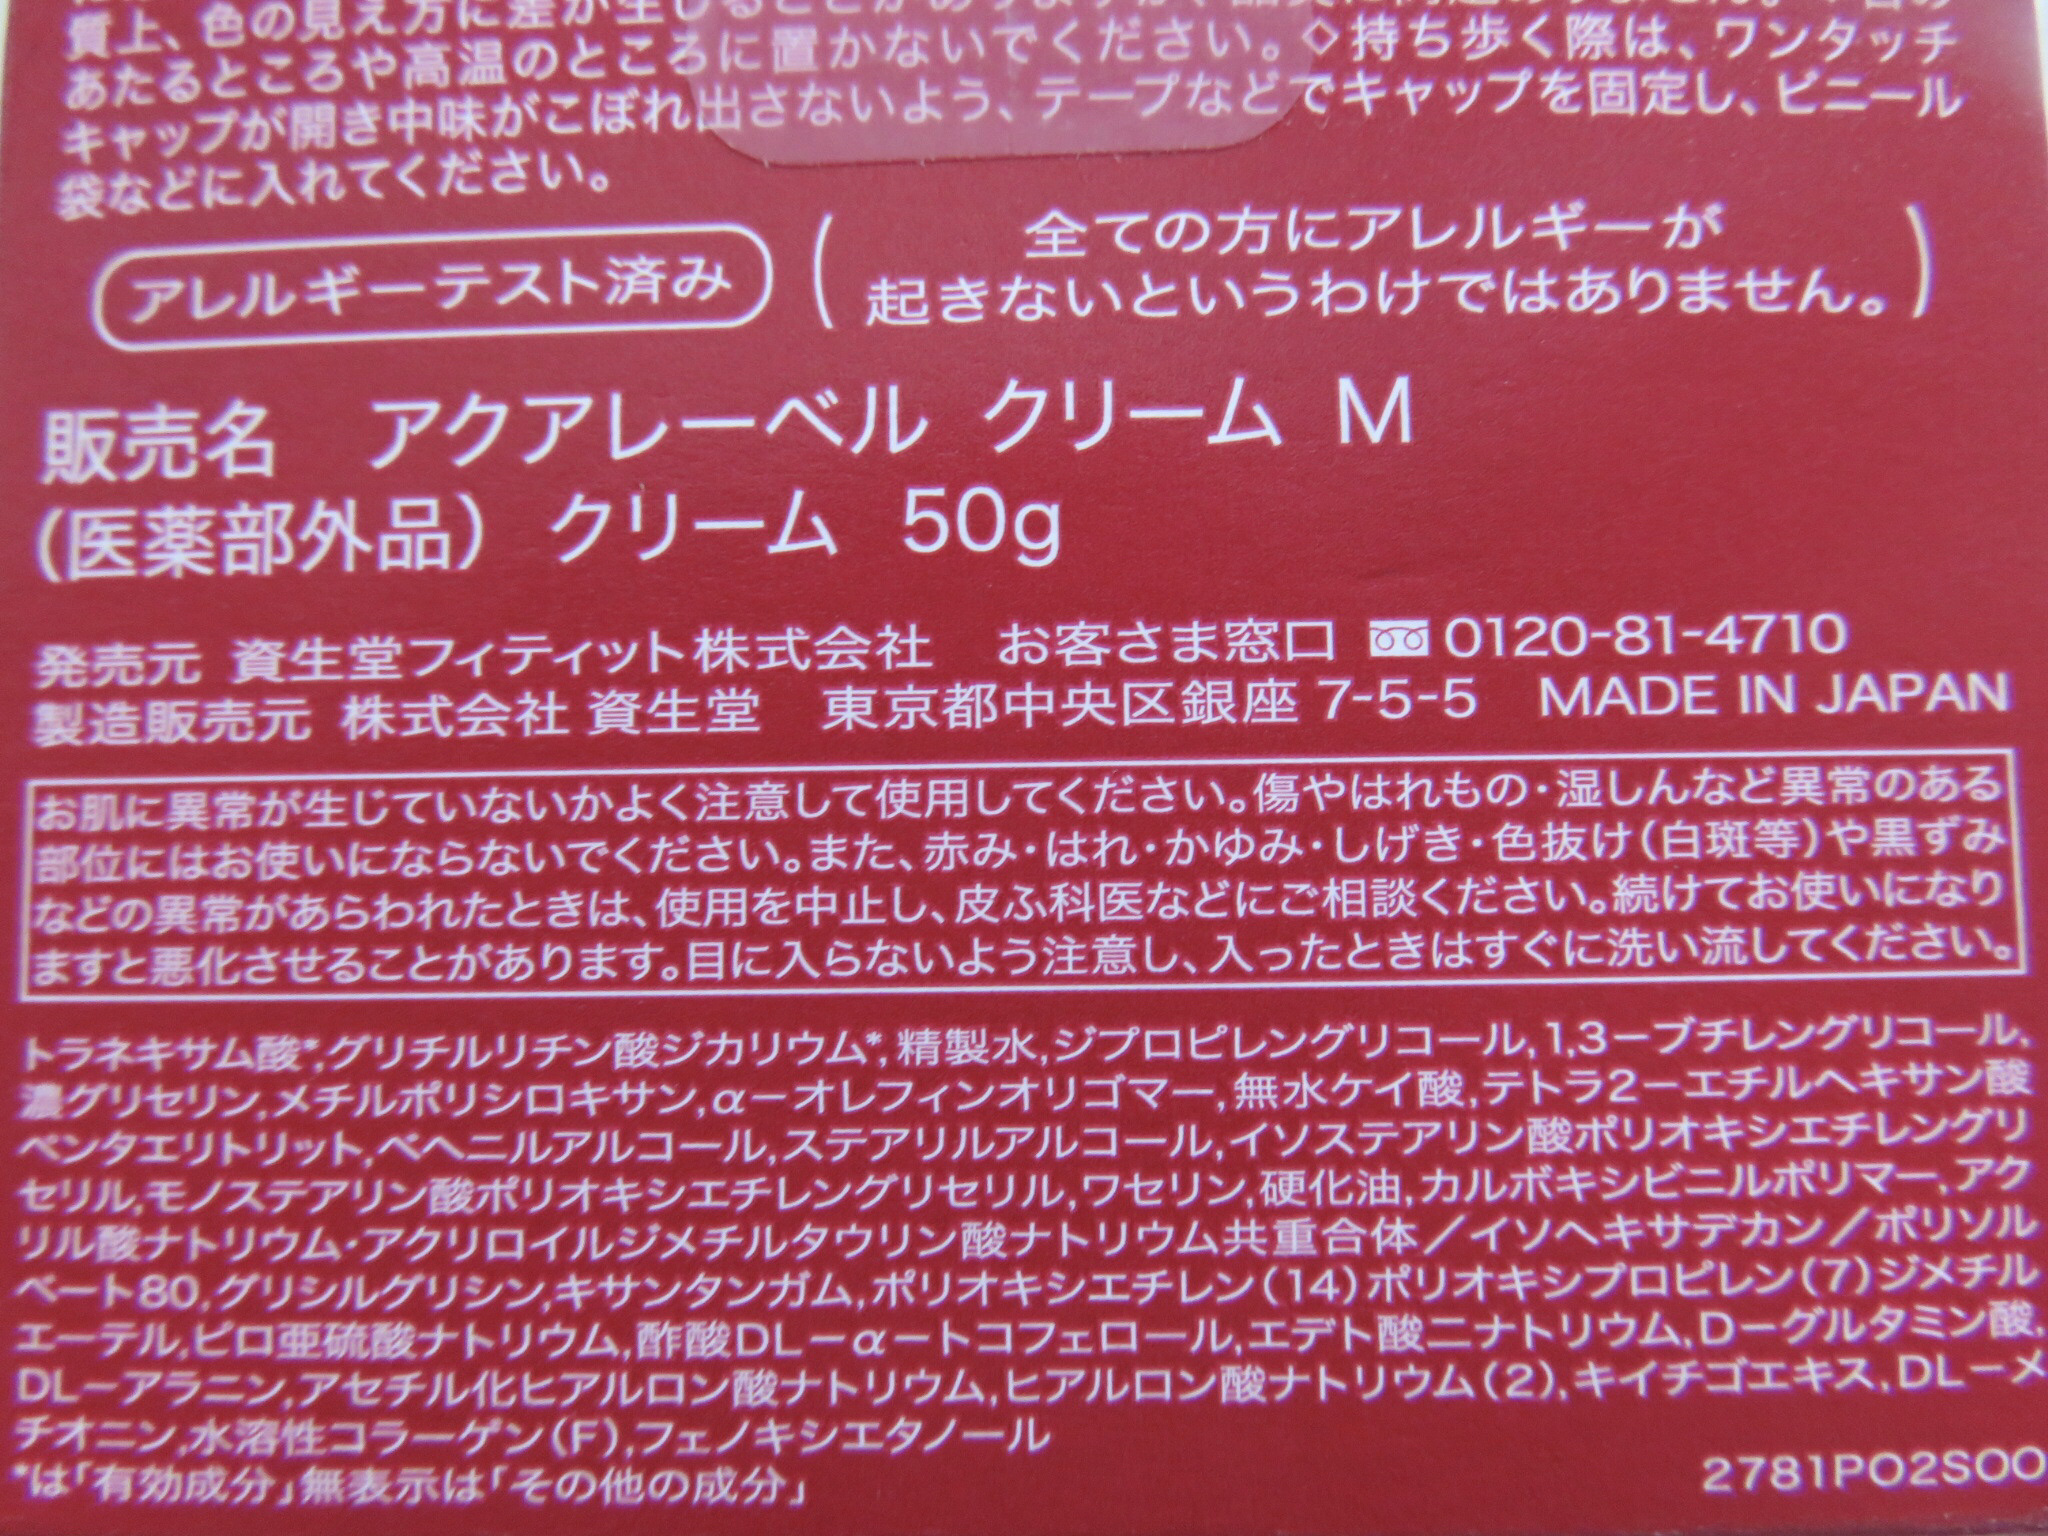 質上、色の見え方に差が生じることがありますが、品質に問題ありません。
あたるところや高温のところに置かないでください。◇持ち歩く際は、ワンタッチ
キャップが開き中味がこぼれ出さないよう、テープなどでキャップを固定し、ビニール
袋などに入れてください。
アレルギーテスト済み
(全ての方にアレルギーが
起きないというわけではありません。)
販売名 アクアレーベル クリーム M
(医薬部外品) クリーム 50g
発売元 資生堂フィティット株式会社 お客さま窓口 0120-81-4710
製造販売元 株式会社 資生堂 東京都中央区銀座 7-5-5 MADE IN JAPAN
お肌に異常が生じていないかよく注意して使用してください。傷やはれもの・湿しんなど異常のある
部位にはお使いにならないでください。また、赤み・はれ・かゆみ・しげき・色抜け(白斑等)や黒ずみ
などの異常があらわれたときは、使用を中止し、皮ふ科医などにご相談ください。続けてお使いになり
ますと悪化させることがあります。目に入らないよう注意し、入ったときはすぐに洗い流してください。
トラネキサム酸*,グリチルリチン酸ジカリウム*,精製水,ジプロピレングリコール,1,3－ブチレングリコール,
濃グリセリン,メチルポリシロキサン,α－オレフィンオリゴマー,無水ケイ酸,テトラ2－エチルヘキサン酸
ペンタエリトリット,ベヘニルアルコール,ステアリルアルコール,イソステアリン酸ポリオキシエチレングリ
セリル,モノステアリン酸ポリオキシエチレングリセリル,ワセリン,硬化油,カルボキシビニルポリマー,アク
リル酸ナトリウム・アクリロイルジメチルタウリン酸ナトリウム共重合体／イソヘキサデカン／ポリソル
ベート80,グリシルグリシン,キサンタンガム,ポリオキシエチレン(14)ポリオキシプロピレン(7)ジメチル
エーテル,ピロ亜硫酸ナトリウム,酢酸DL－α－トコフェロール,エデト酸二ナトリウム,D－グルタミン酸,
DL－アラニン,アセチル化ヒアルロン酸ナトリウム,ヒアルロン酸ナトリウム(2),キイチゴエキス,DL－メ
チオニン,水溶性コラーゲン(F),フェノキシエタノール
*は「有効成分」無表示は「その他の成分」
2781PO2SOO